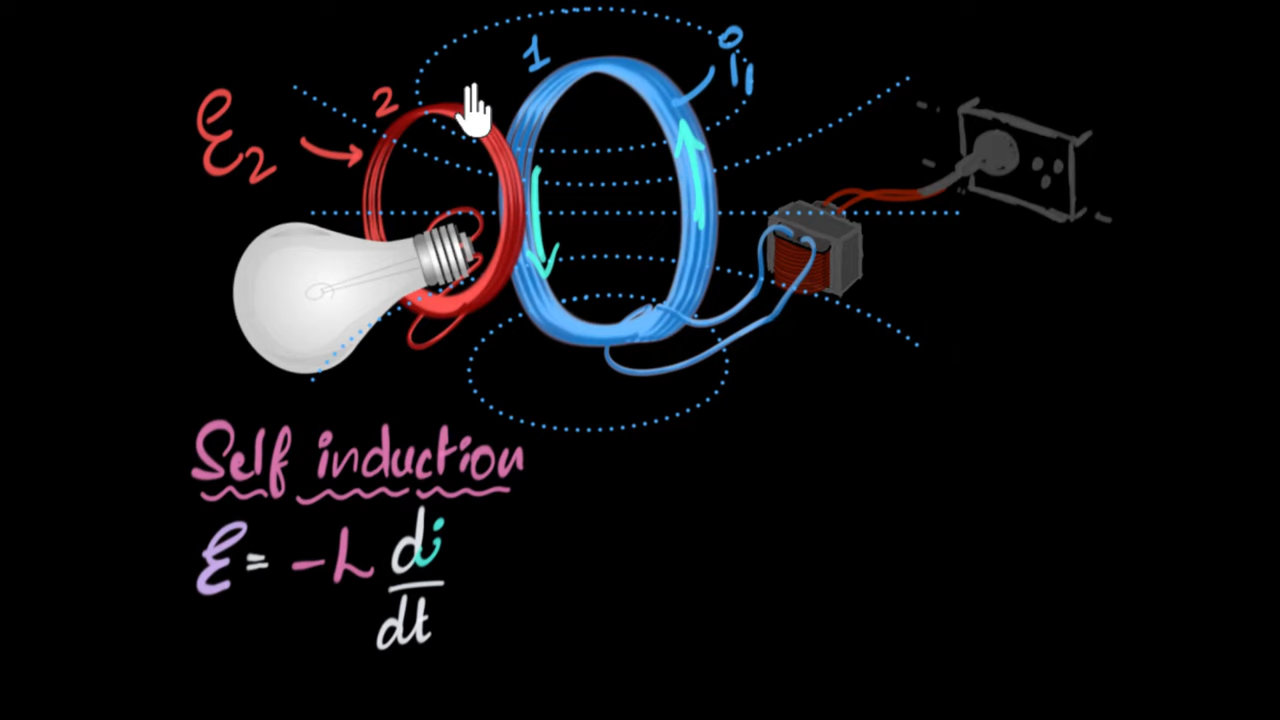 1
i₁
2
ℰ₂
Self induction
ℰ = -L di/dt